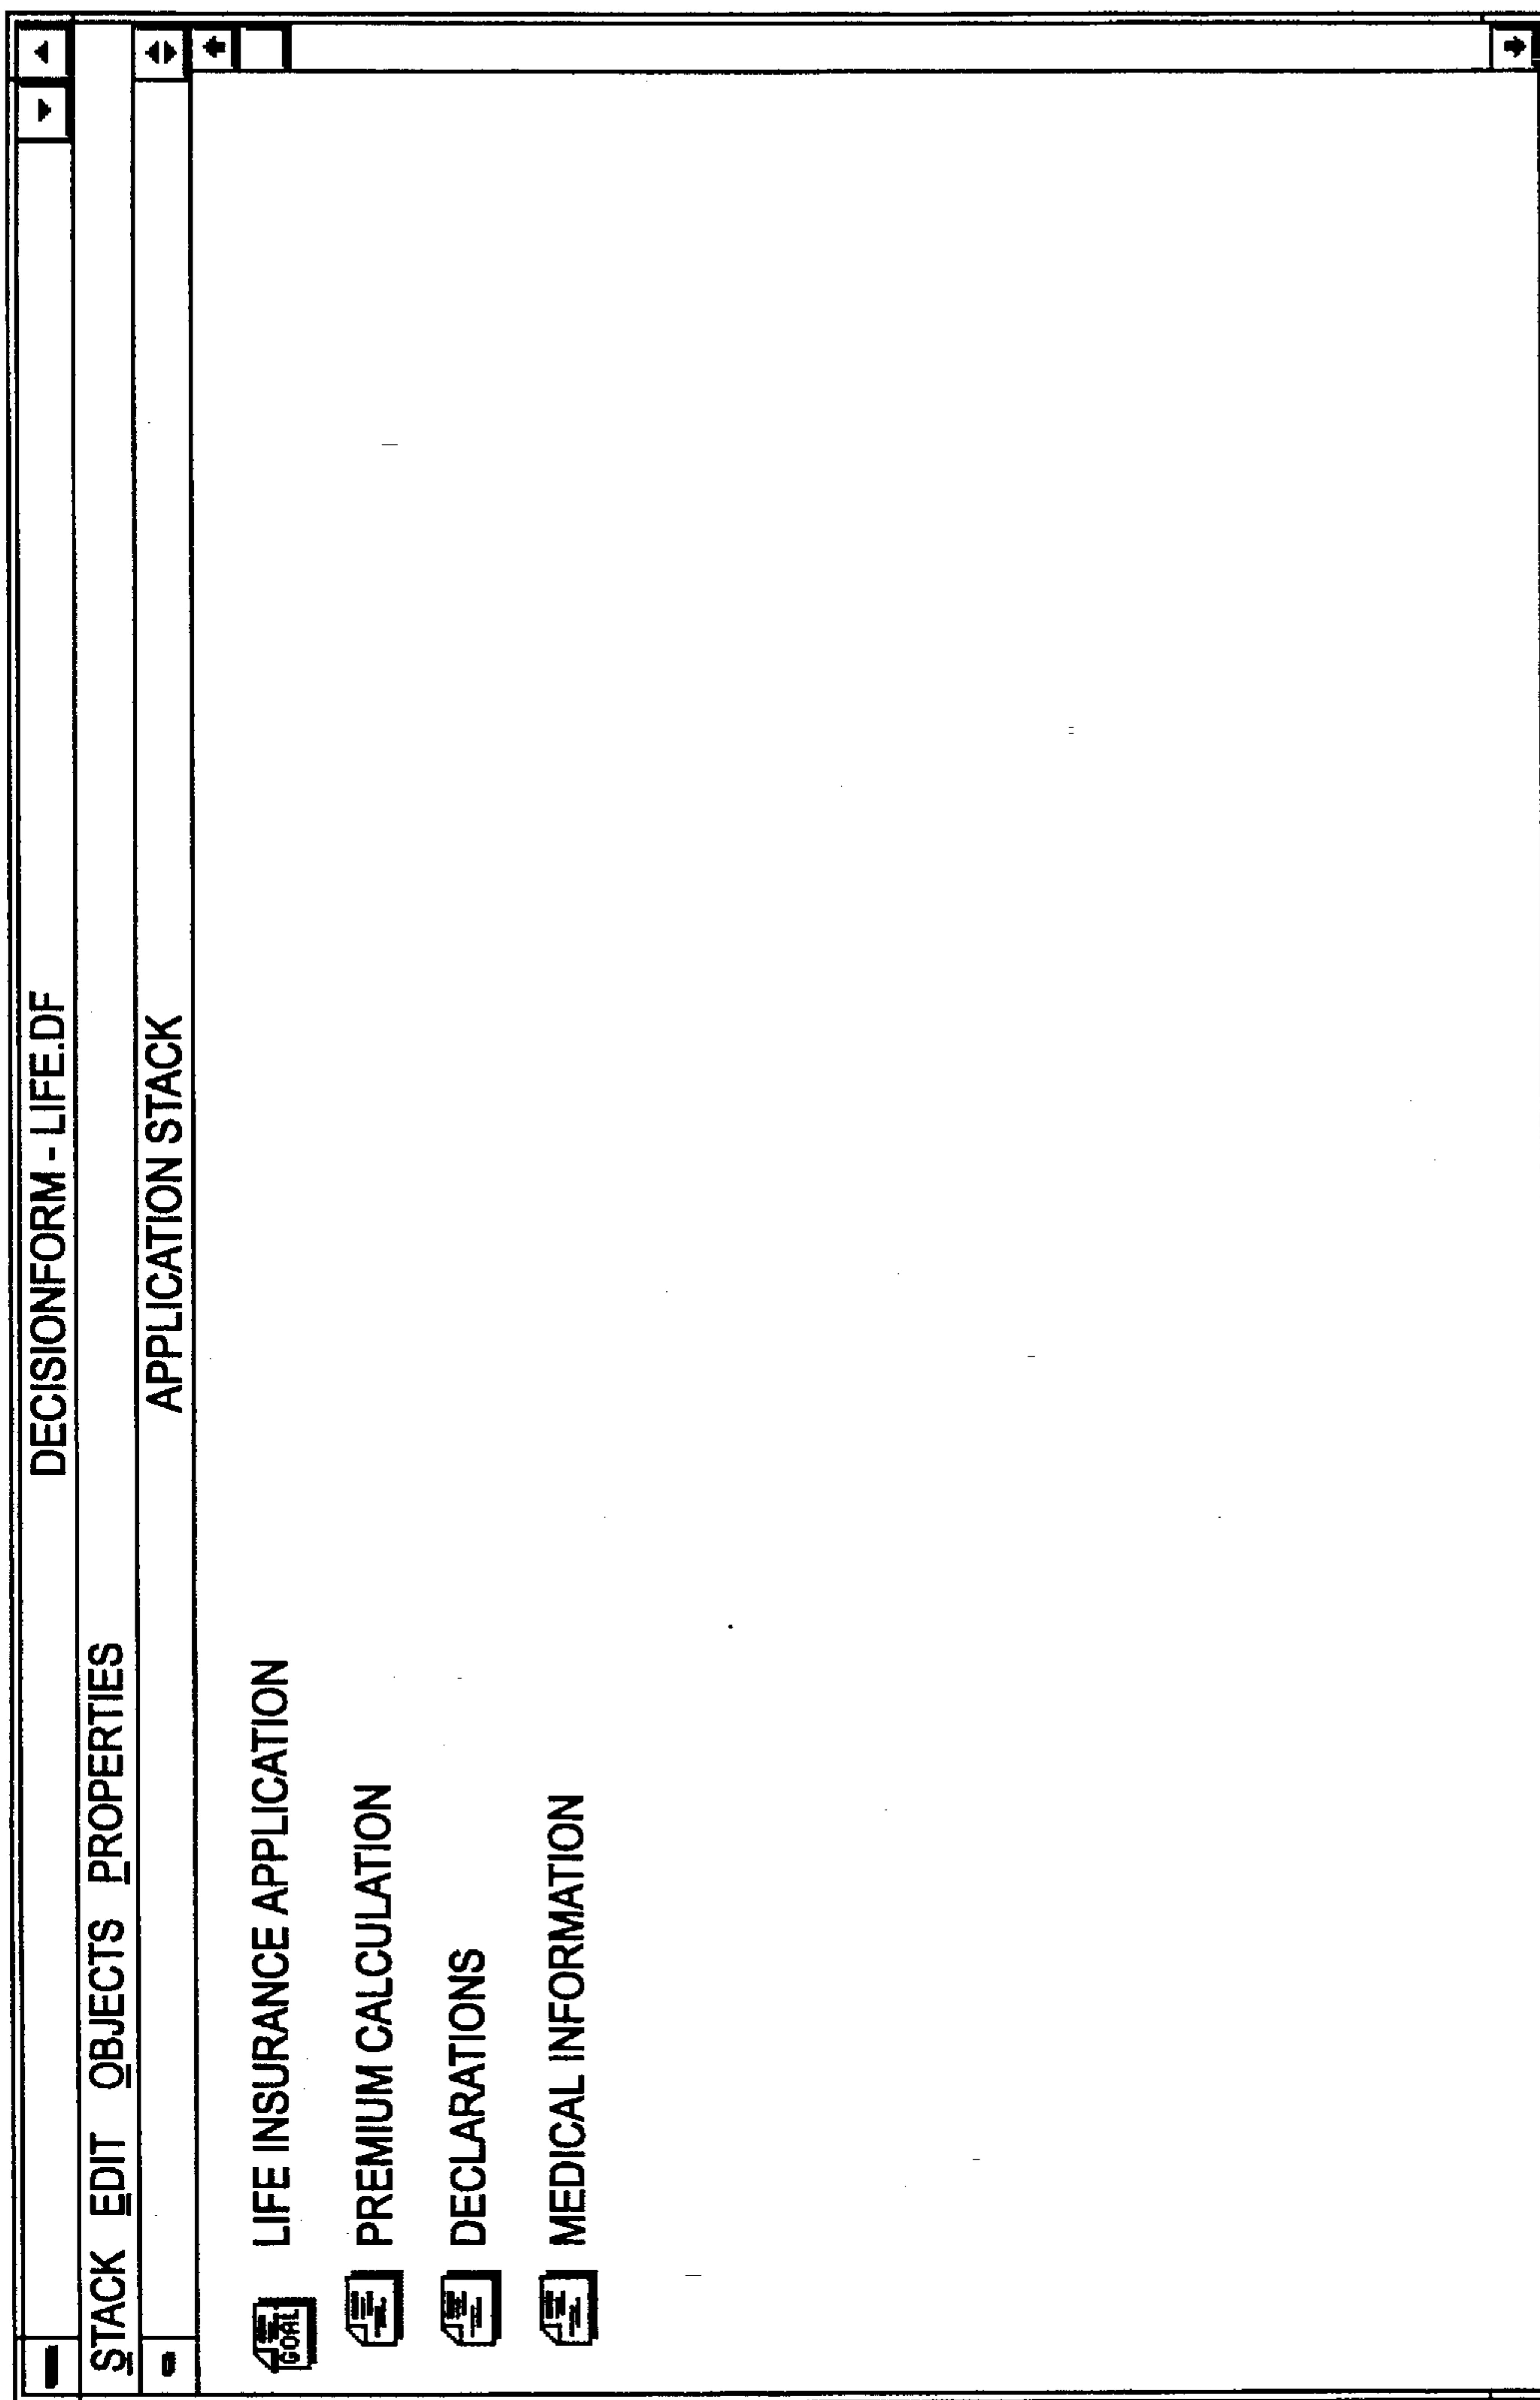 DECISIONFORM - LIFE.DF
STACK EDIT OBJECTS PROPERTIES
APPLICATION STACK
GOAL LIFE INSURANCE APPLICATION
PREMIUM CALCULATION
DECLARATIONS
MEDICAL INFORMATION